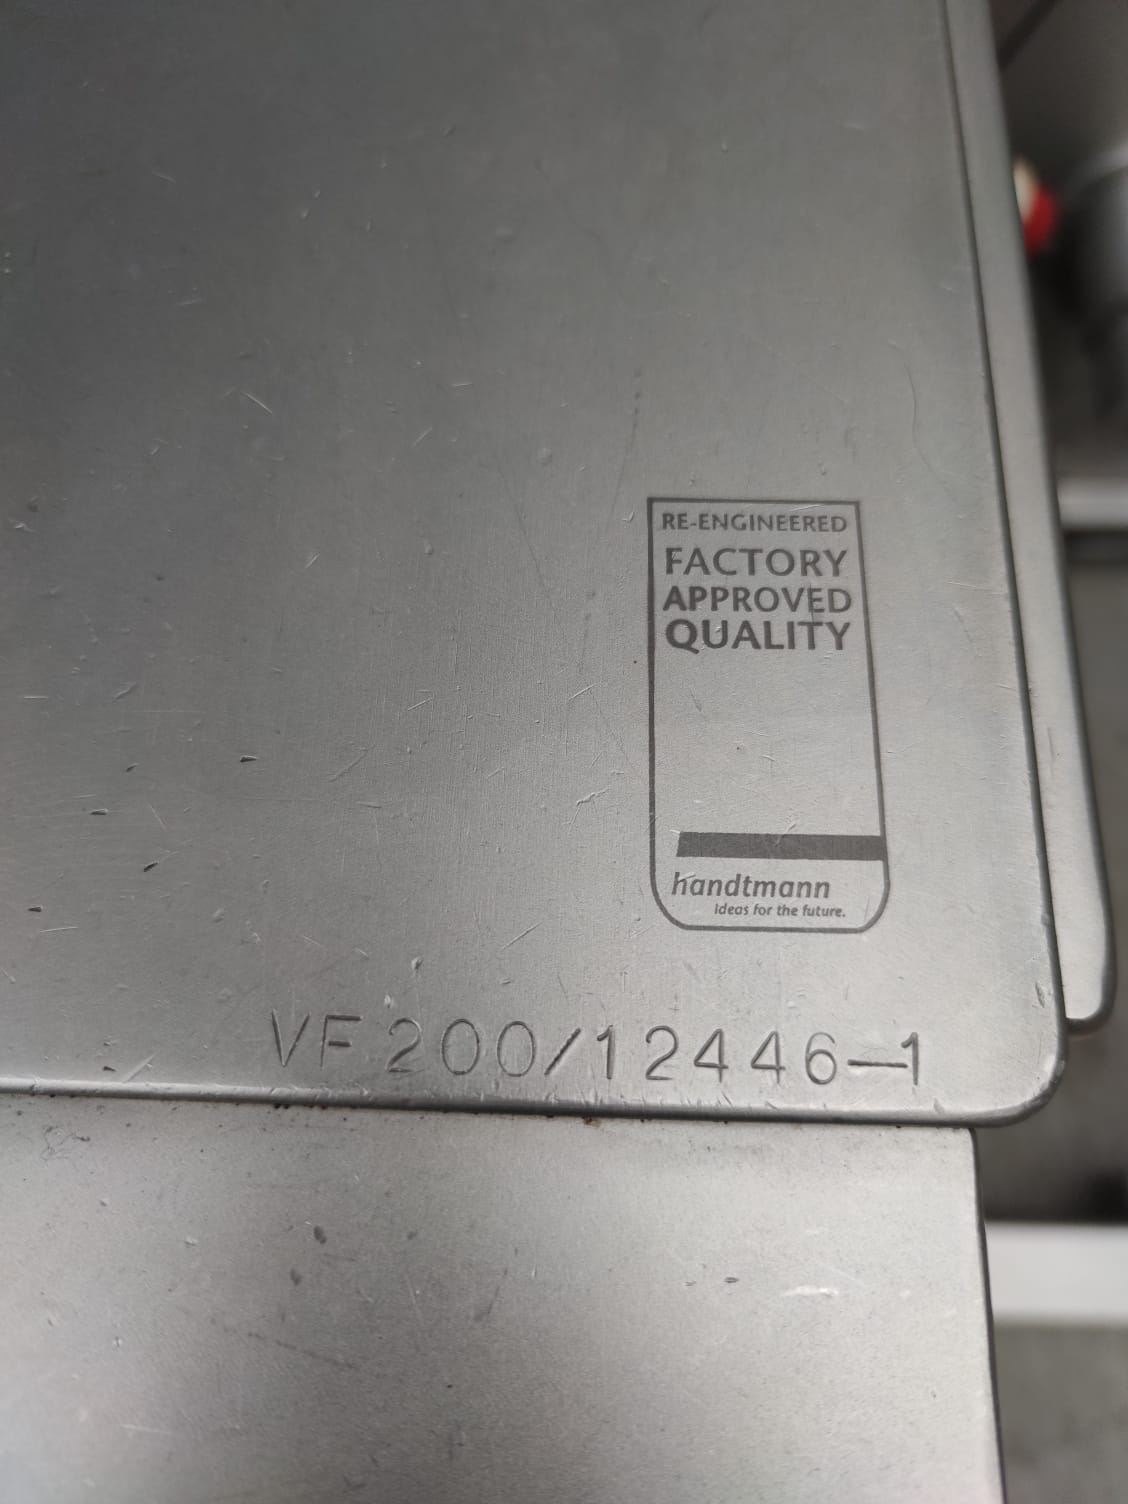 RE-ENGINEERED
FACTORY
APPROVED
QUALITY
handtmann
Ideas for the future.
VF 200/12446-1